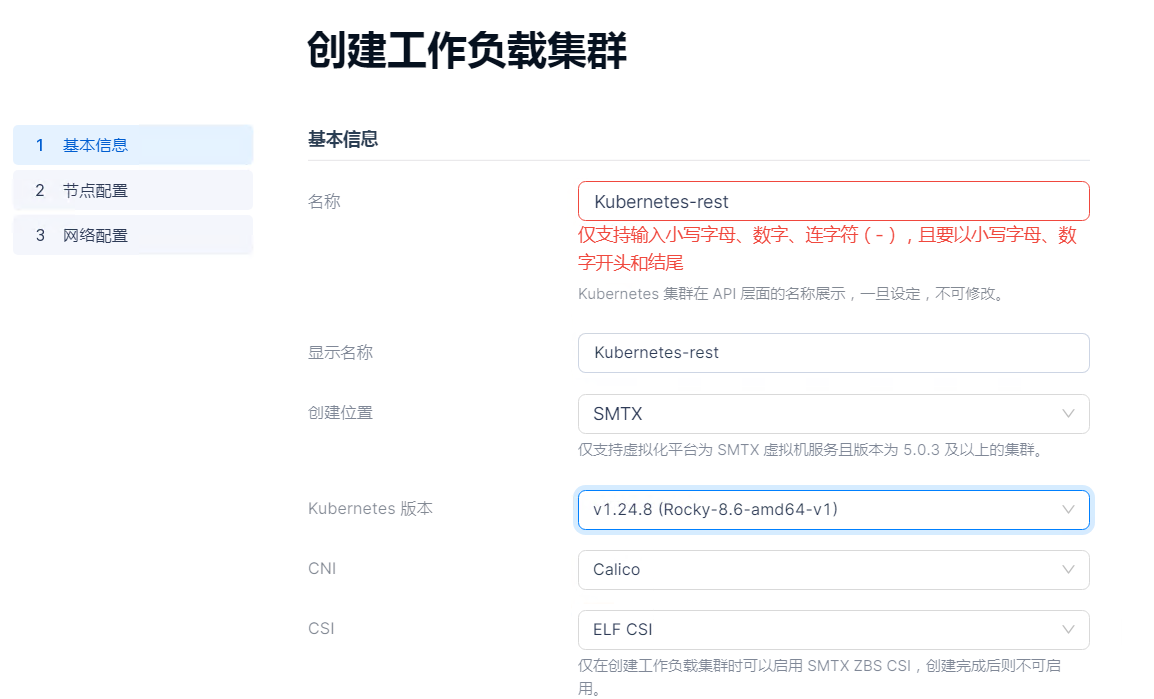 创建工作负载集群
1 基本信息
2 节点配置
3 网络配置
基本信息
名称
Kubernetes-rest
仅支持输入小写字母、数字、连字符（-），且要以小写字母、数
字开头和结尾
Kubernetes 集群在 API 层面的名称展示，一旦设定，不可修改。
显示名称
Kubernetes-rest
创建位置
SMTX
仅支持虚拟化平台为 SMTX 虚拟机服务且版本为 5.0.3 及以上的集群。
Kubernetes 版本
v1.24.8 (Rocky-8.6-amd64-v1)
CNI
Calico
CSI
ELF CSI
仅在创建工作负载集群时可以启用 SMTX ZBS CSI，创建完成后则不可启
用。